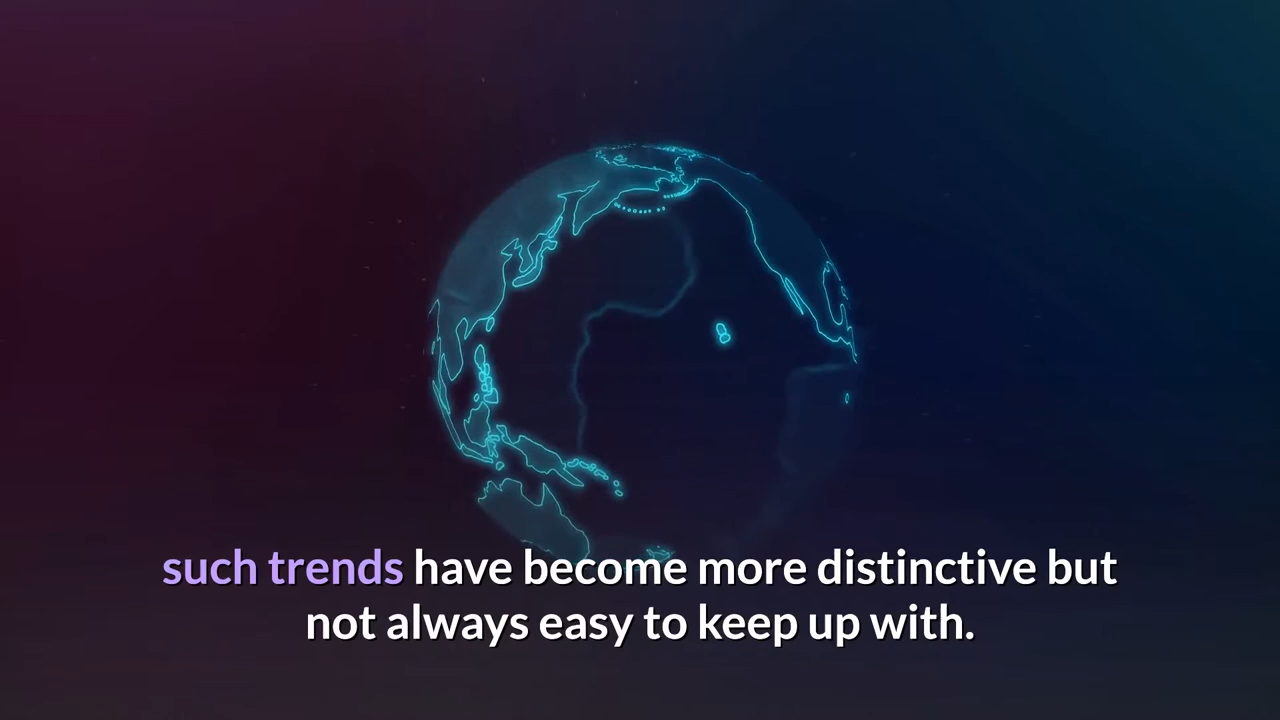 such trends have become more distinctive but
not always easy to keep up with.